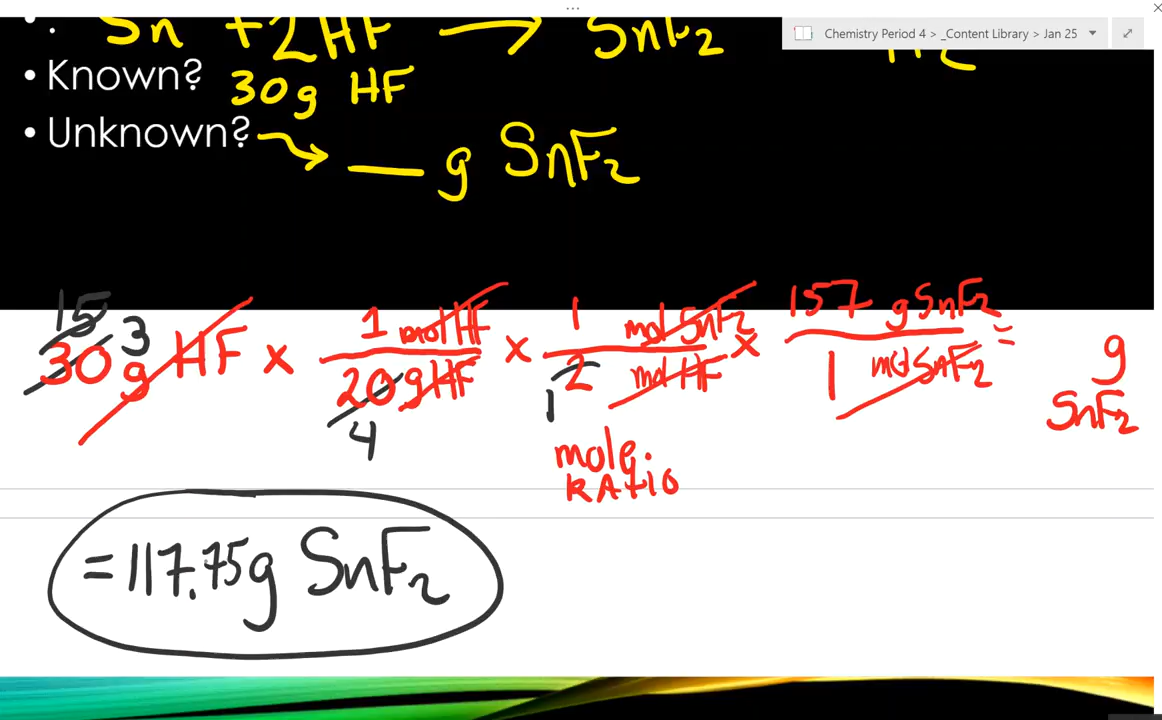 Chemistry Period 4 > _Content Library > Jan 25
• : Sn + 2HF → SnF₂ H₂
• Known? 30g HF
• Unknown? → __ g SnF₂
15 3
30 g HF × 1 mol HF / 20 g HF × 1 mol SnF₂ / 2 mol HF × 157 g SnF₂ / 1 mol SnF₂ = g SnF₂
4 1
mole
RATIO
= 117.75g SnF₂